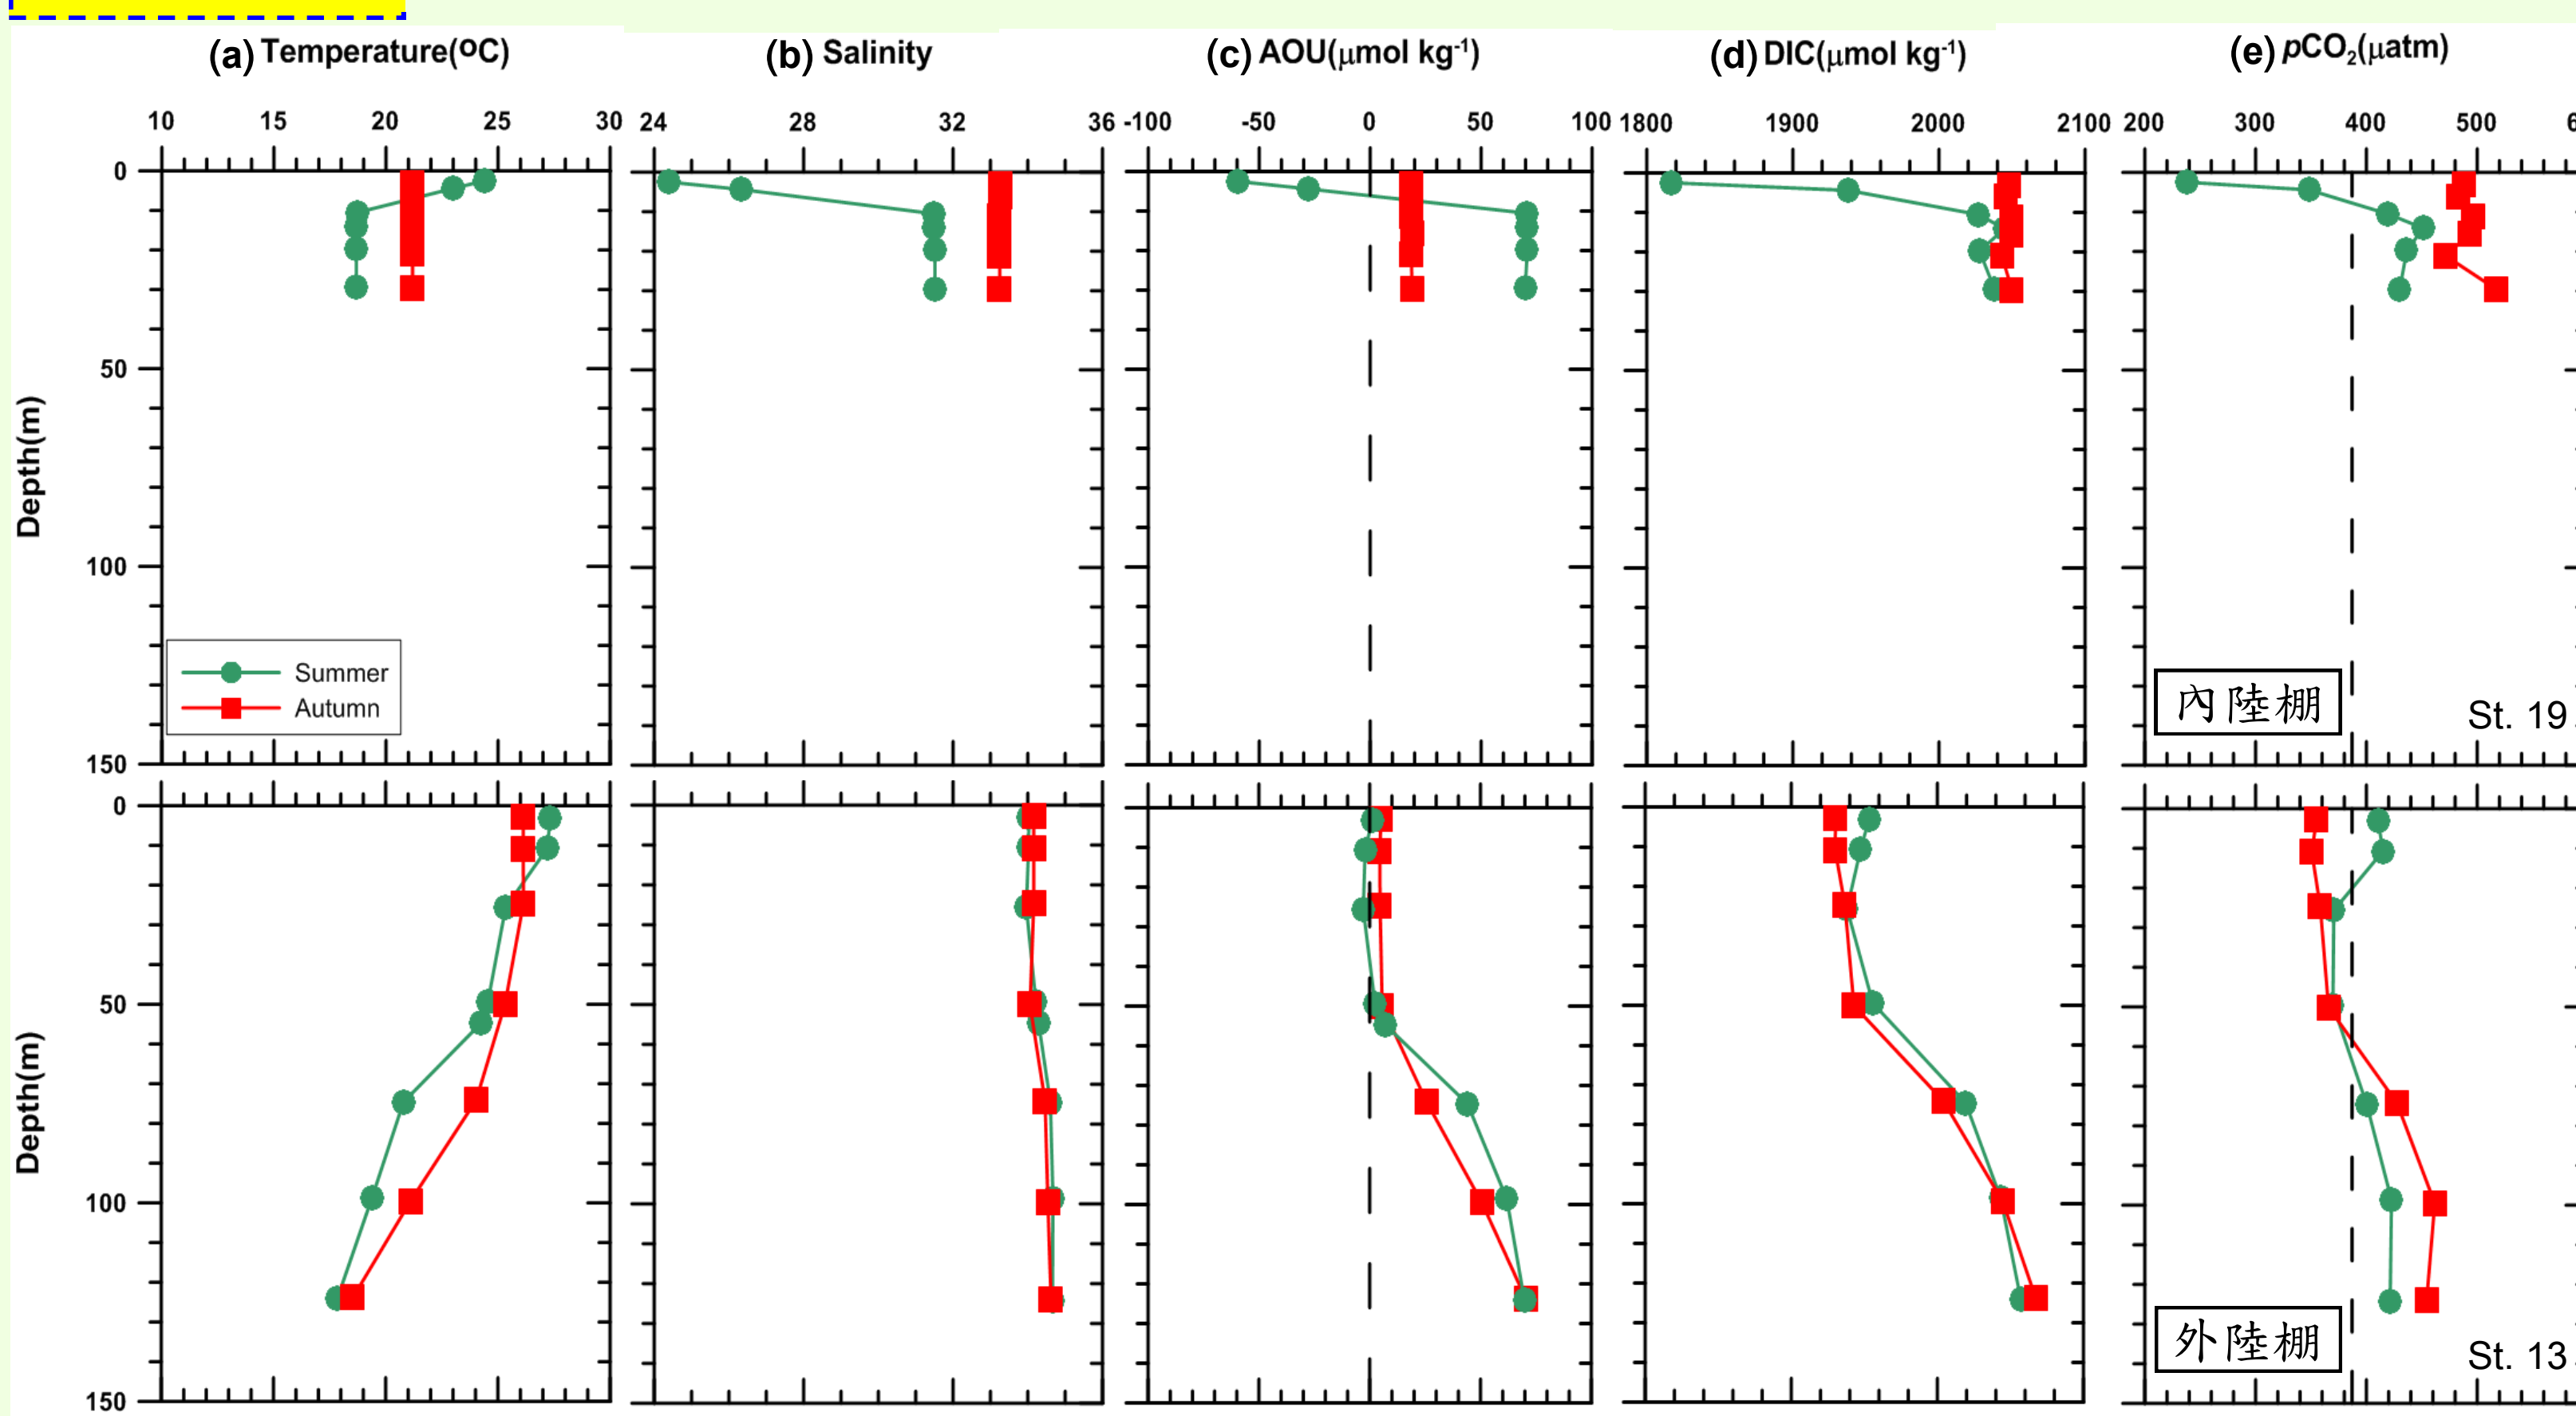 (a) Temperature(ºC) (b) Salinity (c) AOU(μmol kg⁻¹) (d) DIC(μmol kg⁻¹) (e) pCO₂(μatm)
10 15 20 25 30 24 28 32 36 -100 -50 0 50 100 1800 1900 2000 2100 200 300 400 500
0
50
Depth(m)
100
Summer
Autumn
內陸棚
St. 19
150
0
50
Depth(m)
100
外陸棚
St. 13
150